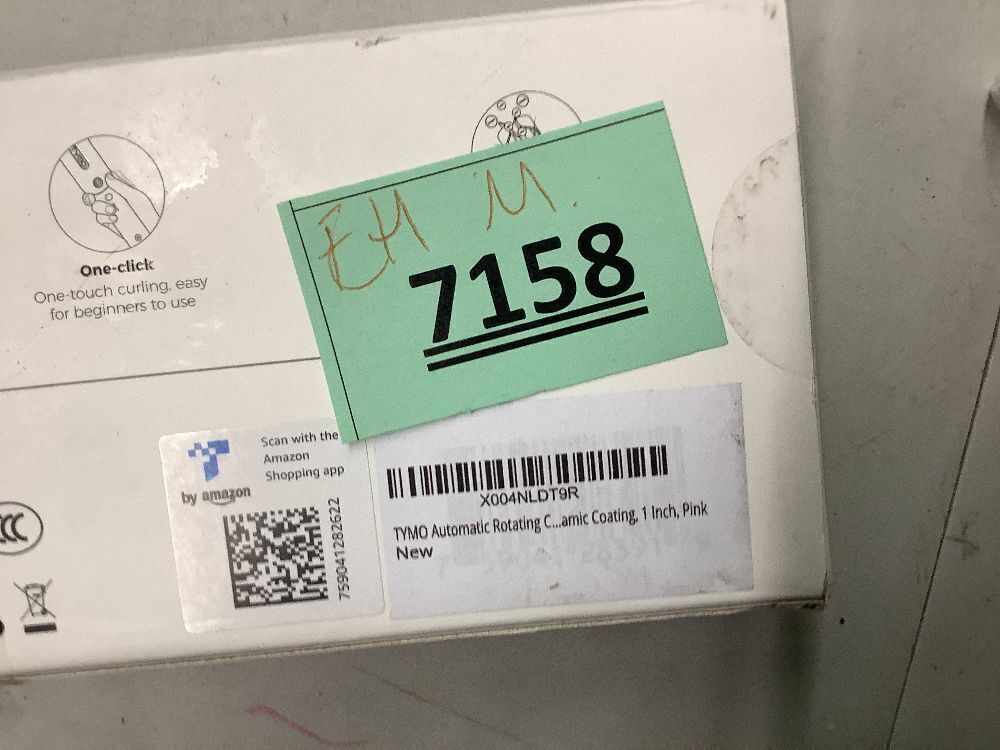 One-click
One-touch curling, easy
for beginners to use
EH M.
7158
Scan with the
Amazon
Shopping app
by amazon
759041282622
X004NLDT9R
TYMO Automatic Rotating C...amic Coating, 1 Inch, Pink
New